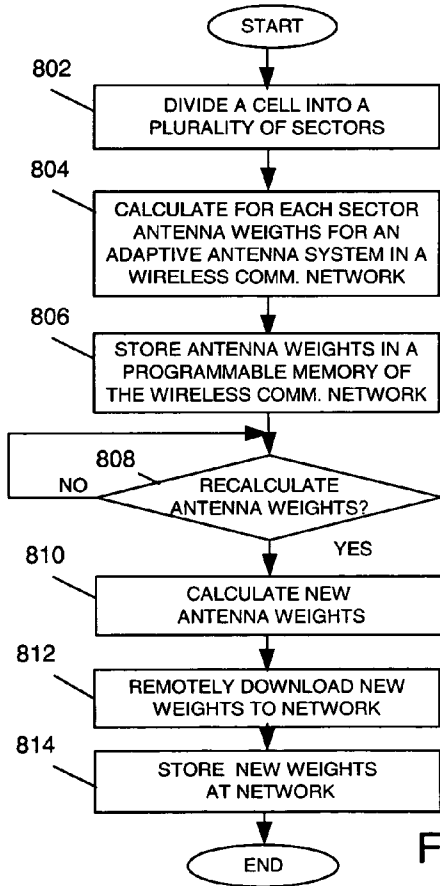 START
802
DIVIDE A CELL INTO A
PLURALITY OF SECTORS
804
CALCULATE FOR EACH SECTOR
ANTENNA WEIGTHS FOR AN
ADAPTIVE ANTENNA SYSTEM IN A
WIRELESS COMM. NETWORK
806
STORE ANTENNA WEIGHTS IN A
PROGRAMMABLE MEMORY OF
THE WIRELESS COMM. NETWORK
808
NO
RECALCULATE
ANTENNA WEIGHTS?
YES
810
CALCULATE NEW
ANTENNA WEIGHTS
812
REMOTELY DOWNLOAD NEW
WEIGHTS TO NETWORK
814
STORE NEW WEIGHTS
AT NETWORK
F
END